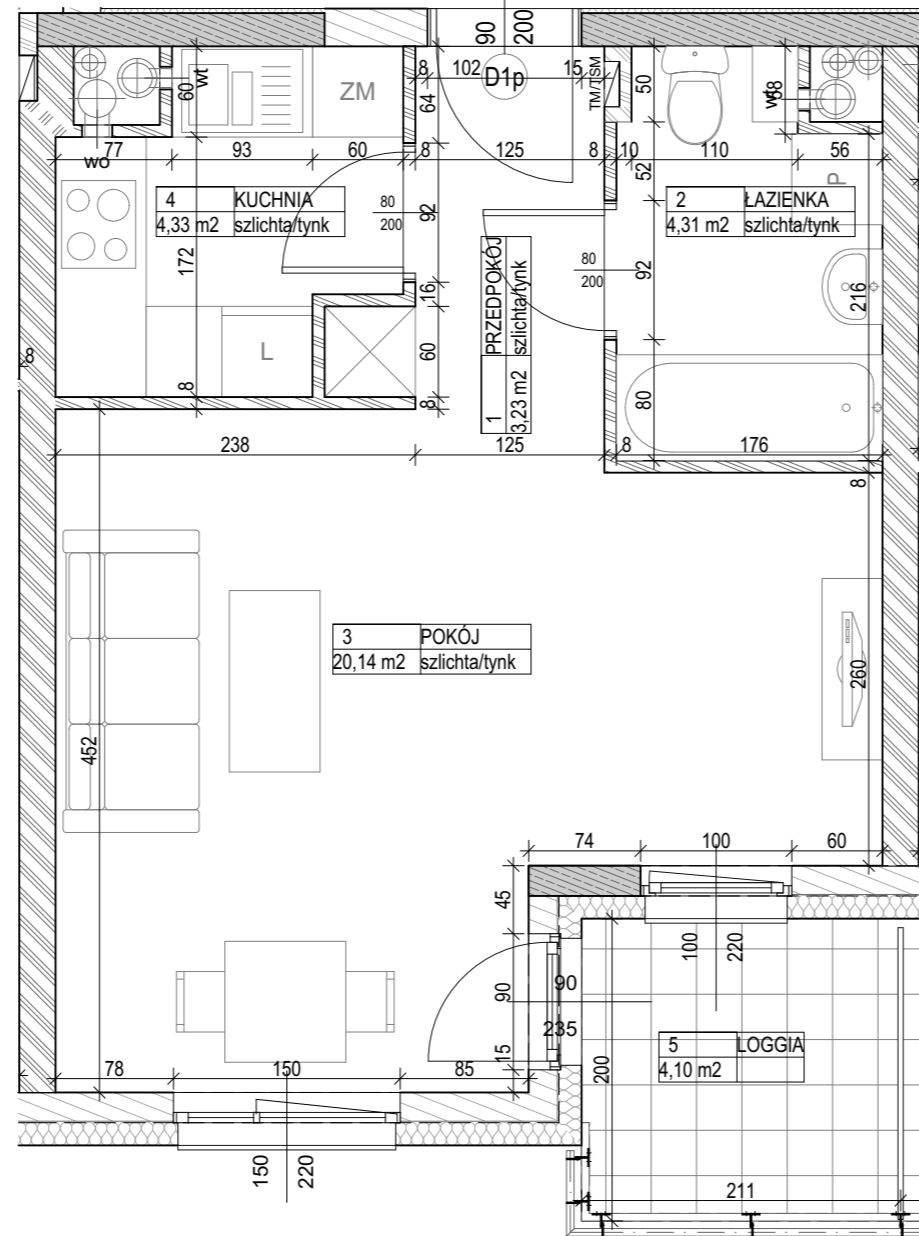 90
200
8 102 15
D1p
TM/TSM
ZM
60
wt
64
50
58
wt
77 93 60 8 125 8 10 110 56
wo
52
P
4 KUCHNIA
4,33 m2 szlichta/tynk
80
200
92
2 ŁAZIENKA
4,31 m2 szlichta/tynk
172
1 PRZEDPOKÓJ
3,23 m2 szlichta/tynk
80
200
92
216
16
8
L
60
8
8
80
238 125 8 176
8
3 POKÓJ
20,14 m2 szlichta/tynk
260
452
74 100 60
45
100
220
90
90
235
15
5 LOGGIA
4,10 m2
200
78 150 85
150
220
211